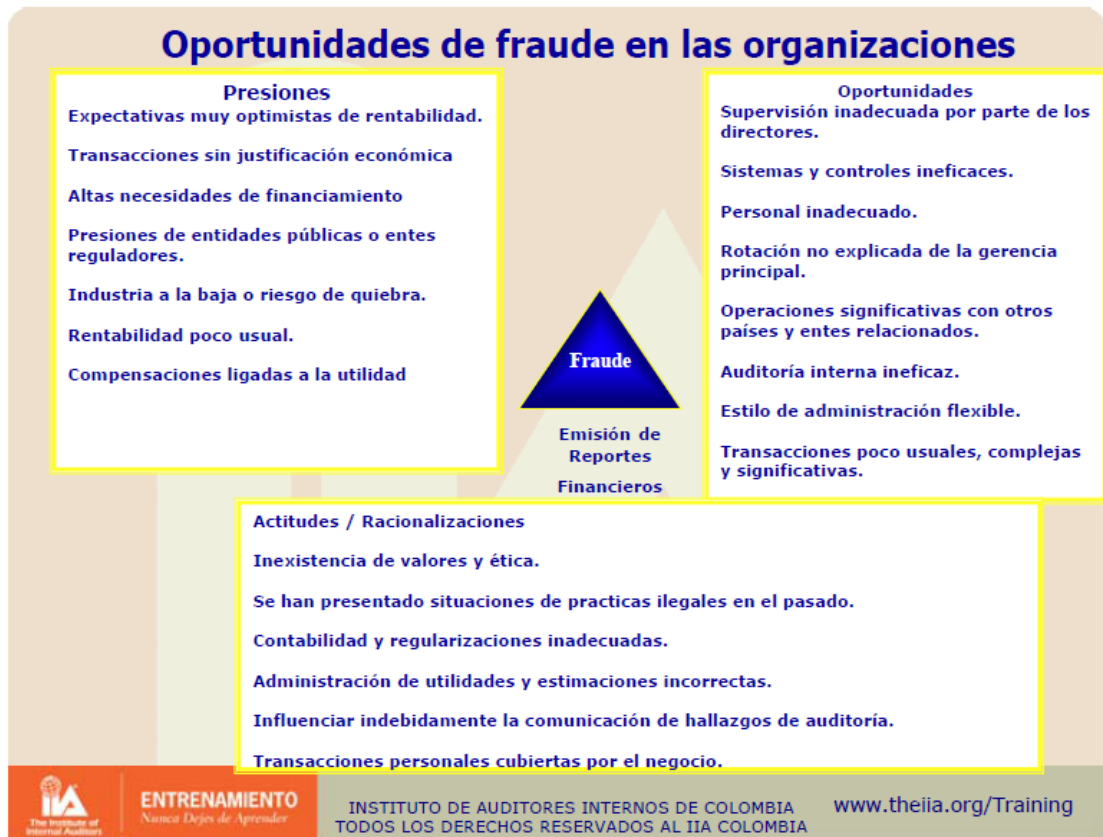 Oportunidades de fraude en las organizaciones
Presiones
Expectativas muy optimistas de rentabilidad.
Transacciones sin justificación económica
Altas necesidades de financiamiento
Presiones de entidades públicas o entes
reguladores.
Industria a la baja o riesgo de quiebra.
Rentabilidad poco usual.
Compensaciones ligadas a la utilidad
Oportunidades
Supervisión inadecuada por parte de los
directores.
Sistemas y controles ineficaces.
Personal inadecuado.
Rotación no explicada de la gerencia
principal.
Operaciones significativas con otros
países y entes relacionados.
Auditoría interna ineficaz.
Estilo de administración flexible.
Transacciones poco usuales, complejas
y significativas.
Fraude
Emisión de
Reportes
Financieros
Actitudes / Racionalizaciones
Inexistencia de valores y ética.
Se han presentado situaciones de practicas ilegales en el pasado.
Contabilidad y regularizaciones inadecuadas.
Administración de utilidades y estimaciones incorrectas.
Influenciar indebidamente la comunicación de hallazgos de auditoría.
Transacciones personales cubiertas por el negocio.
IIA
The Institute of
Internal Auditors
ENTRENAMIENTO
Nunca Dejes de Aprender
INSTITUTO DE AUDITORES INTERNOS DE COLOMBIA
TODOS LOS DERECHOS RESERVADOS AL IIA COLOMBIA
www.theiia.org/Training